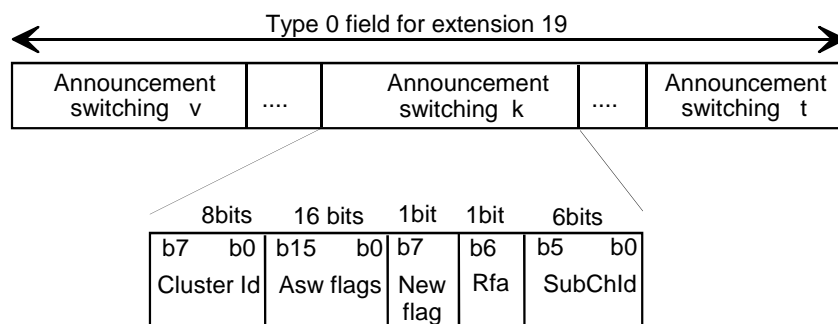 Type 0 field for extension 19
Announcement switching v .... Announcement switching k .... Announcement switching t
8bits 16 bits 1bit 1bit 6bits
b7 b0 b15 b0 b7 b6 b5 b0
Cluster Id Asw flags New flag Rfa SubChId